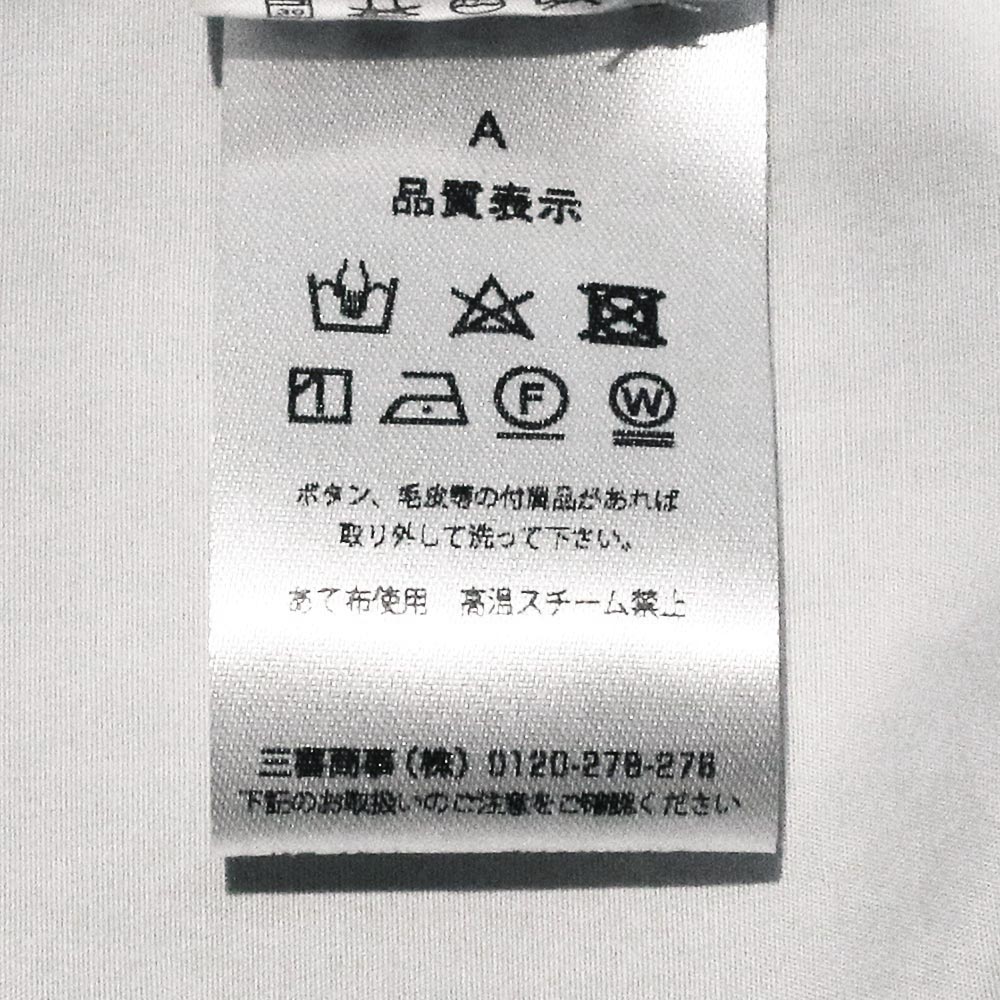 A
品質表示
F W
ボタン、毛皮等の付属品があれば
取り外して洗って下さい。
あて布使用 高温スチーム禁止
三喜商事(株) 0120-278-278
下記のお取扱いのご注意をご確認ください